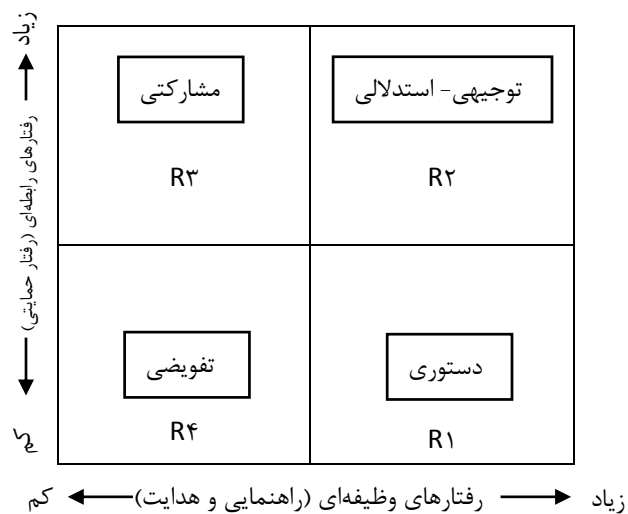 زیاد
رفتارهای رابطه‌ای (رفتار حمایتی)
کم
توجیهی- استدلالی
R۲
مشارکتی
R۳
دستوری
R۱
تفویضی
R۴
زیاد رفتارهای وظیفه‌ای (راهنمایی و هدایت) کم